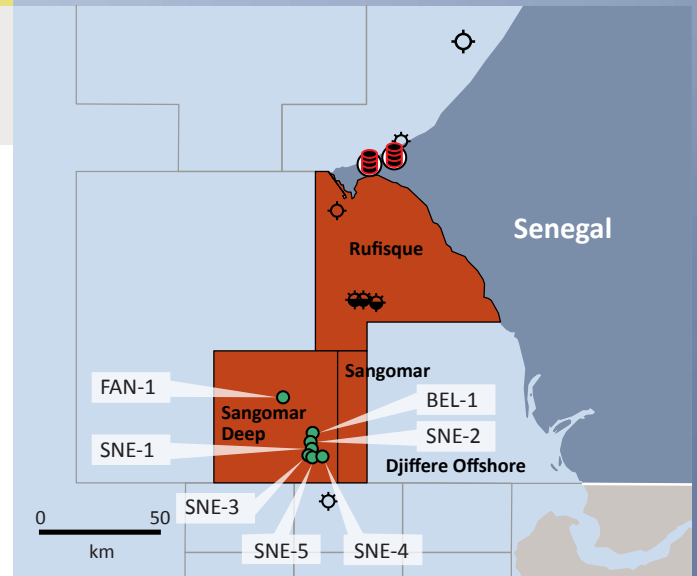 Senegal
Rufisque
Sangomar
FAN-1
BEL-1
Sangomar
Deep
SNE-2
SNE-1
Djiffere Offshore
SNE-3
0 50
km
SNE-5
SNE-4